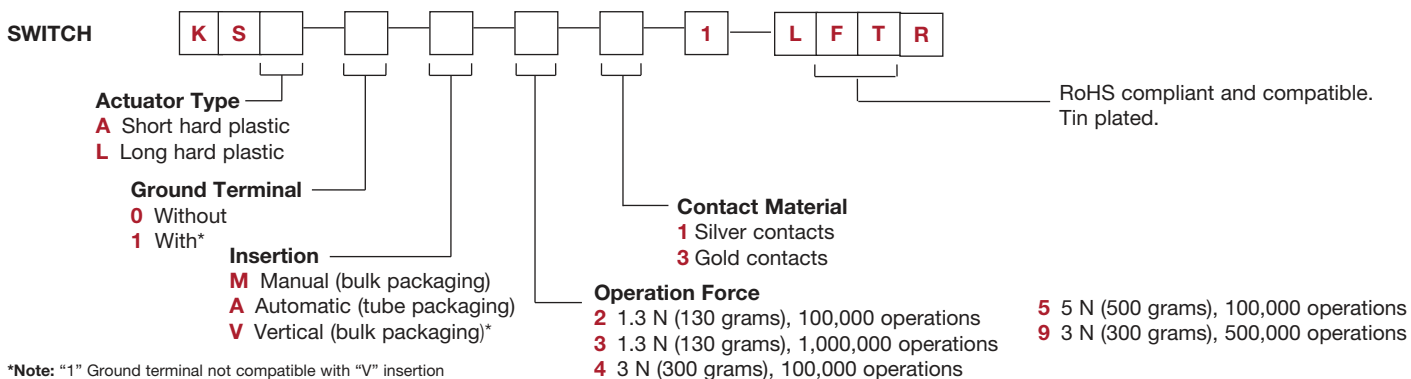 SWITCH K S 1 L F T R
Actuator Type
A Short hard plastic
L Long hard plastic
RoHS compliant and compatible.
Tin plated.
Ground Terminal
0 Without
1 With*
Insertion
M Manual (bulk packaging)
A Automatic (tube packaging)
V Vertical (bulk packaging)*
Contact Material
1 Silver contacts
3 Gold contacts
Operation Force
2 1.3 N (130 grams), 100,000 operations
3 1.3 N (130 grams), 1,000,000 operations
4 3 N (300 grams), 100,000 operations
5 5 N (500 grams), 100,000 operations
9 3 N (300 grams), 500,000 operations
*Note: “1” Ground terminal not compatible with “V” insertion